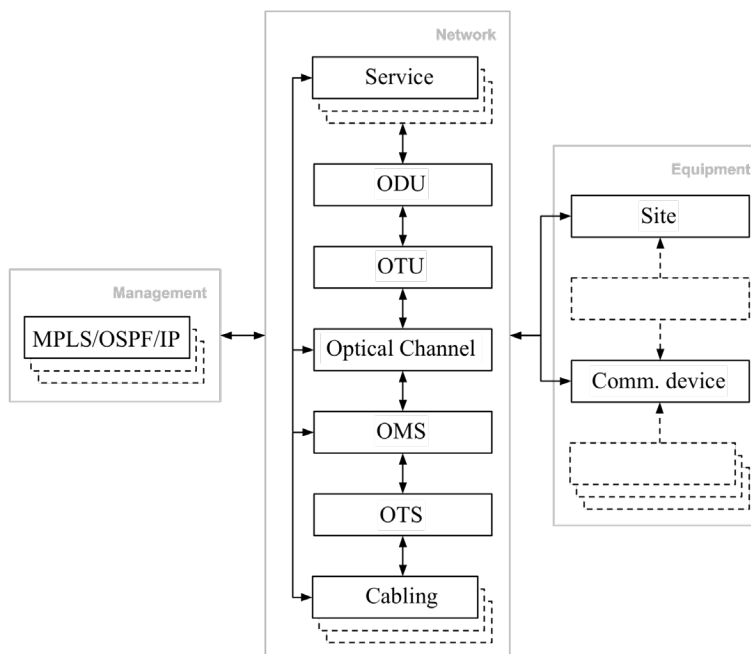 Network
Service
ODU
OTU
Optical Channel
OMS
OTS
Cabling
Management
MPLS/OSPF/IP
Equipment
Site
Comm. device